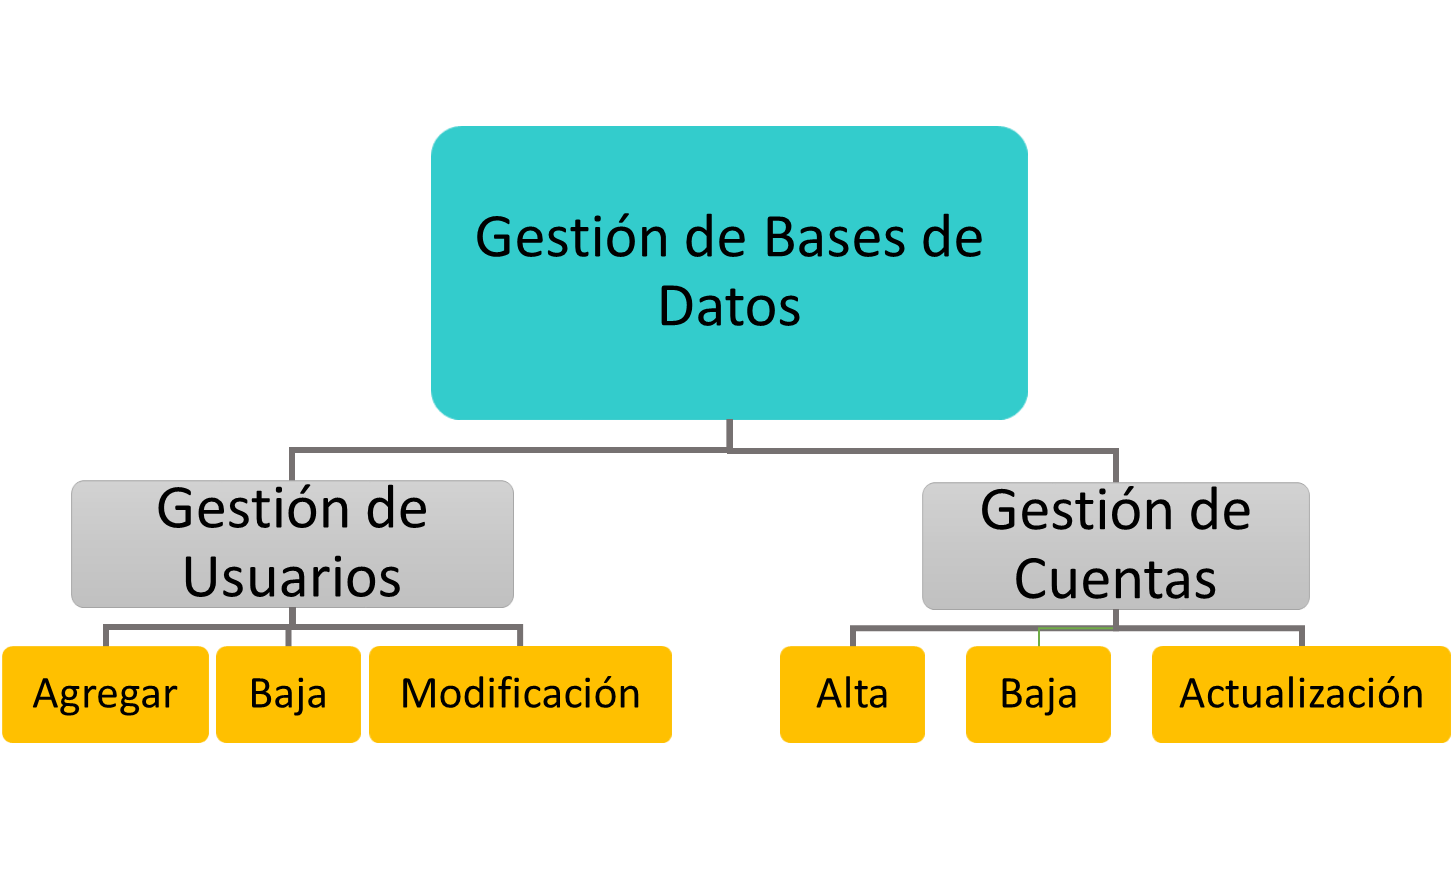 Gestión de Bases de
Datos
Gestión de
Usuarios
Gestión de
Cuentas
Agregar
Baja
Modificación
Alta
Baja
Actualización